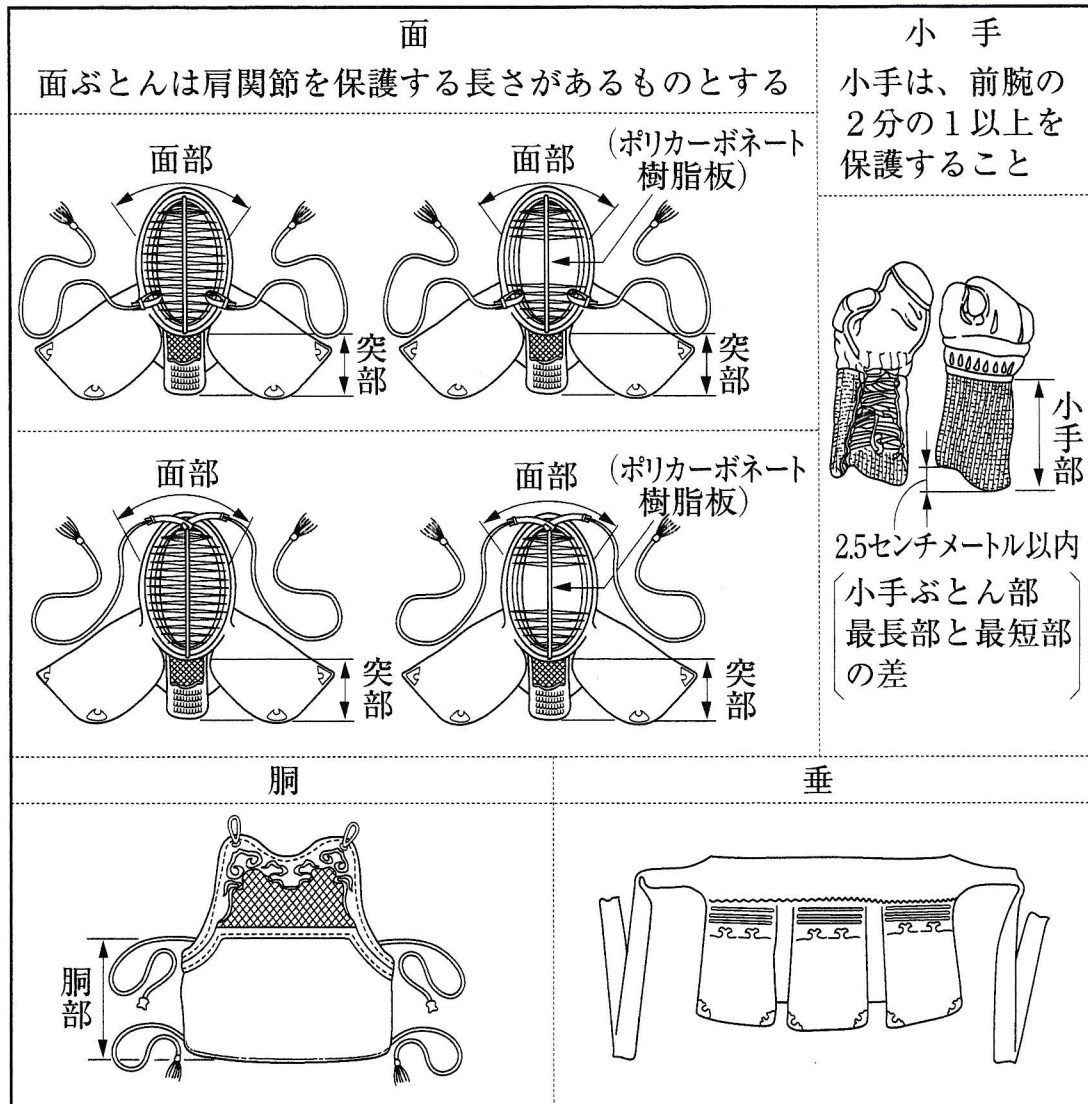 面
面ぶとんは肩関節を保護する長さがあるものとする
面部
突部
面部
(ポリカーボネート
樹脂板)
突部
面部
突部
面部
(ポリカーボネート
樹脂板)
突部
小 手
小手は、前腕の
2分の1以上を
保護すること
小手部
2.5センチメートル以内
小手ぶとん部
最長部と最短部
の差
胴
胴部
垂